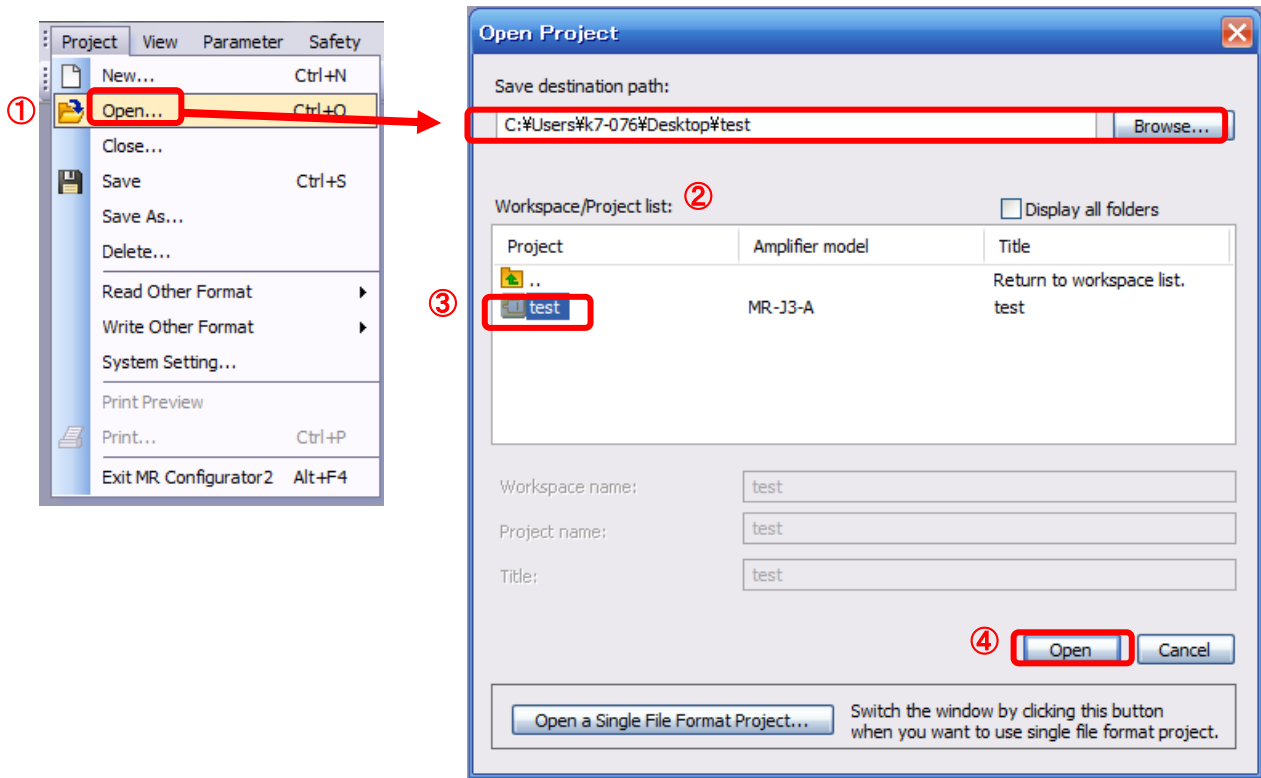 Project View Parameter Safety
New... Ctrl+N
① Open... Ctrl+O
Close...
Save Ctrl+S
Save As...
Delete...
Read Other Format
Write Other Format
System Setting...
Print Preview
Print... Ctrl+P
Exit MR Configurator2 Alt+F4
Open Project
Save destination path:
C:¥Users¥k7-076¥Desktop¥test Browse...
Workspace/Project list: ② Display all folders
Project Amplifier model Title
.. Return to workspace list.
③ test MR-J3-A test
Workspace name: test
Project name: test
Title: test
④ Open Cancel
Open a Single File Format Project...
Switch the window by clicking this button
when you want to use single file format project.